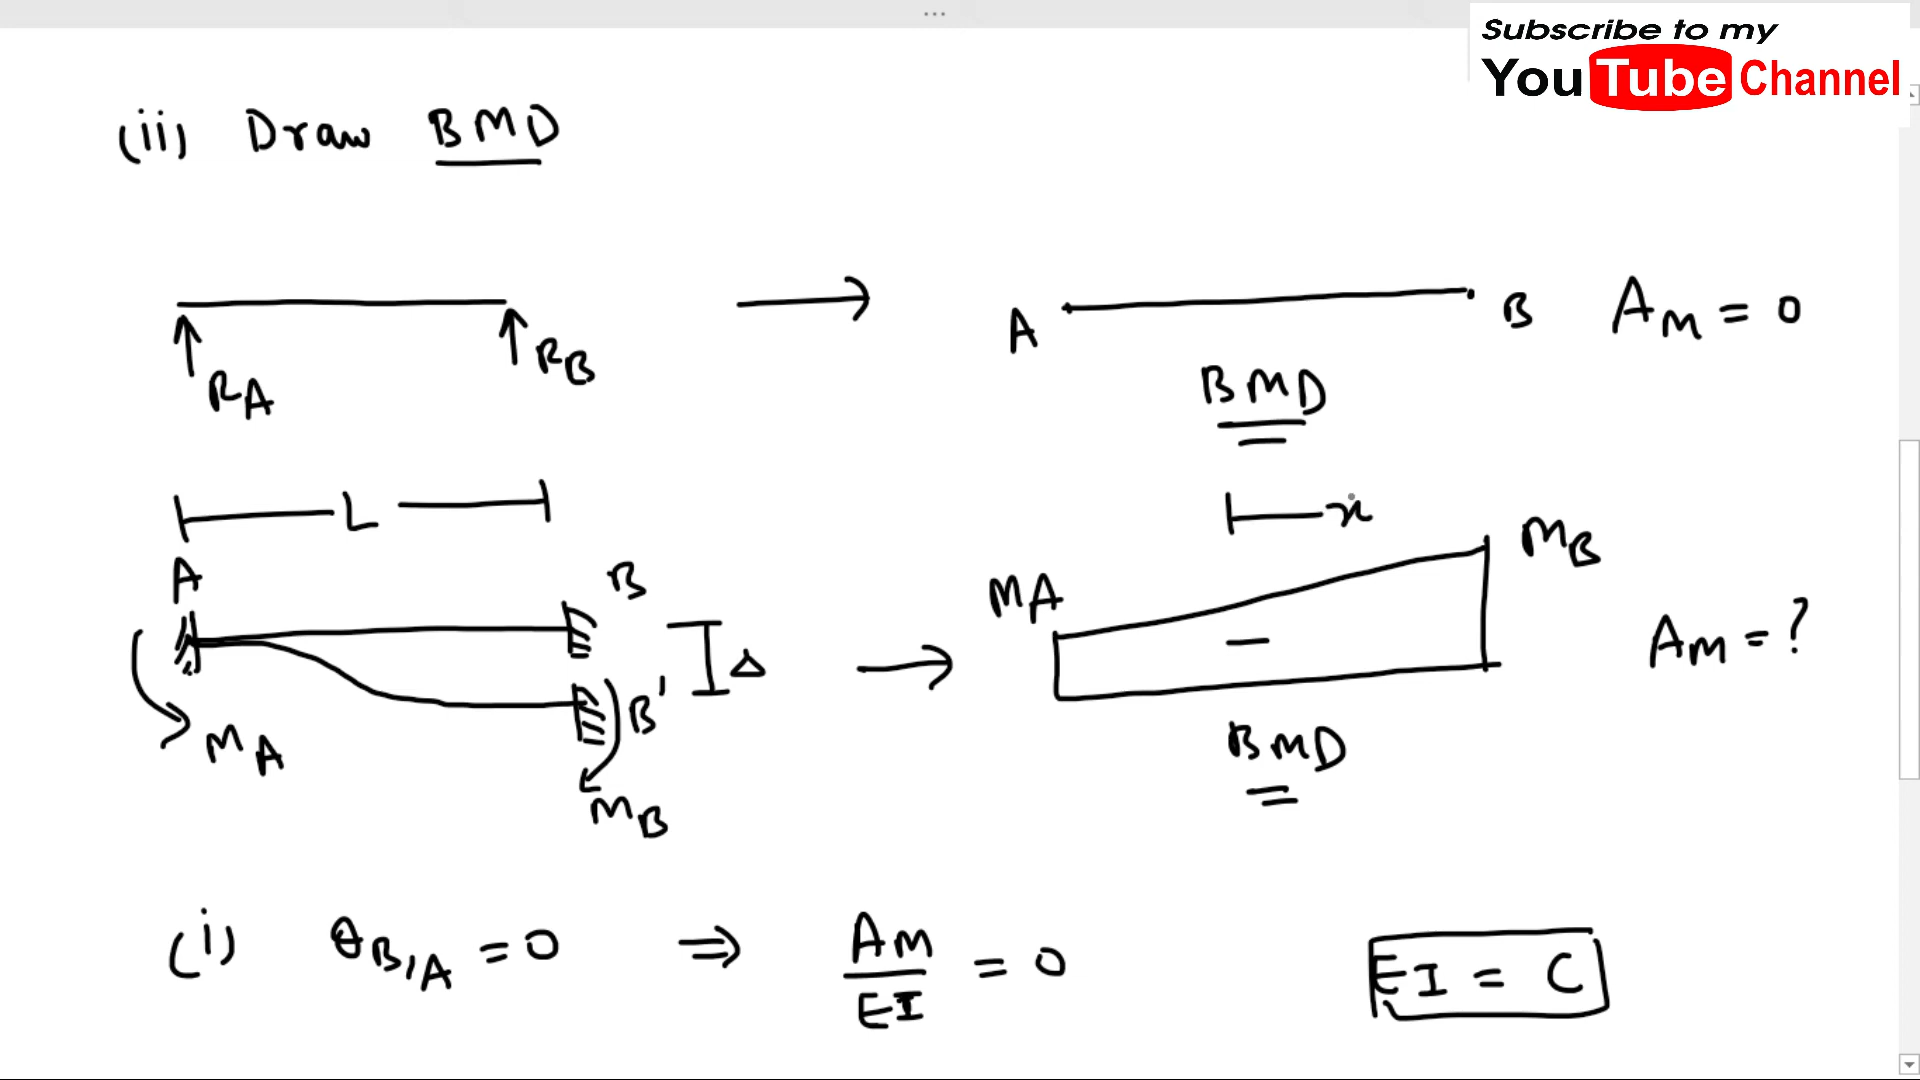 Subscribe to my
YouTube Channel
(ii) Draw BMD
RA
RB
A
B
AM = 0
BMD
L
x
A
B
MA
MB
Δ
B'
AM = ?
MA
MB
BMD
(i) θB/A = 0 ⇒ AM/EI = 0
EI = C